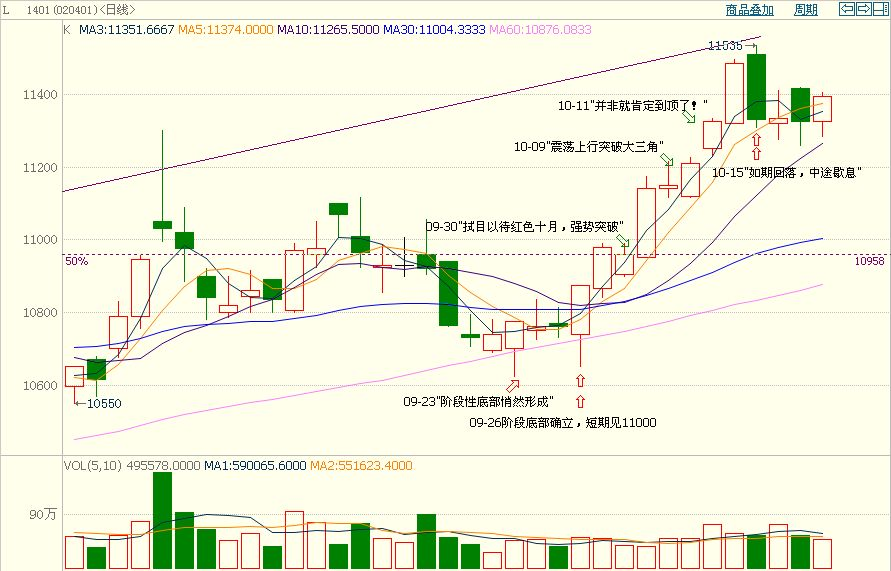 L 1401 (020401)<日线> 商品叠加 周期
K MA3:11351.6667 MA5:11374.0000 MA10:11265.5000 MA30:11004.3333 MA60:10876.0833
11535
11400
10-11"并非就肯定到顶了！"
10-09"震荡上行突破大三角"
11200
10-15"如期回落，中途歇息"
09-30"拭目以待红色十月，强势突破"
11000
50% 10958
10800
10600
10550
09-23"阶段性底部悄然形成"
09-26阶段底部确立，短期见11000
VOL(5,10) 495578.0000 MA1:590065.6000 MA2:551623.4000
90万